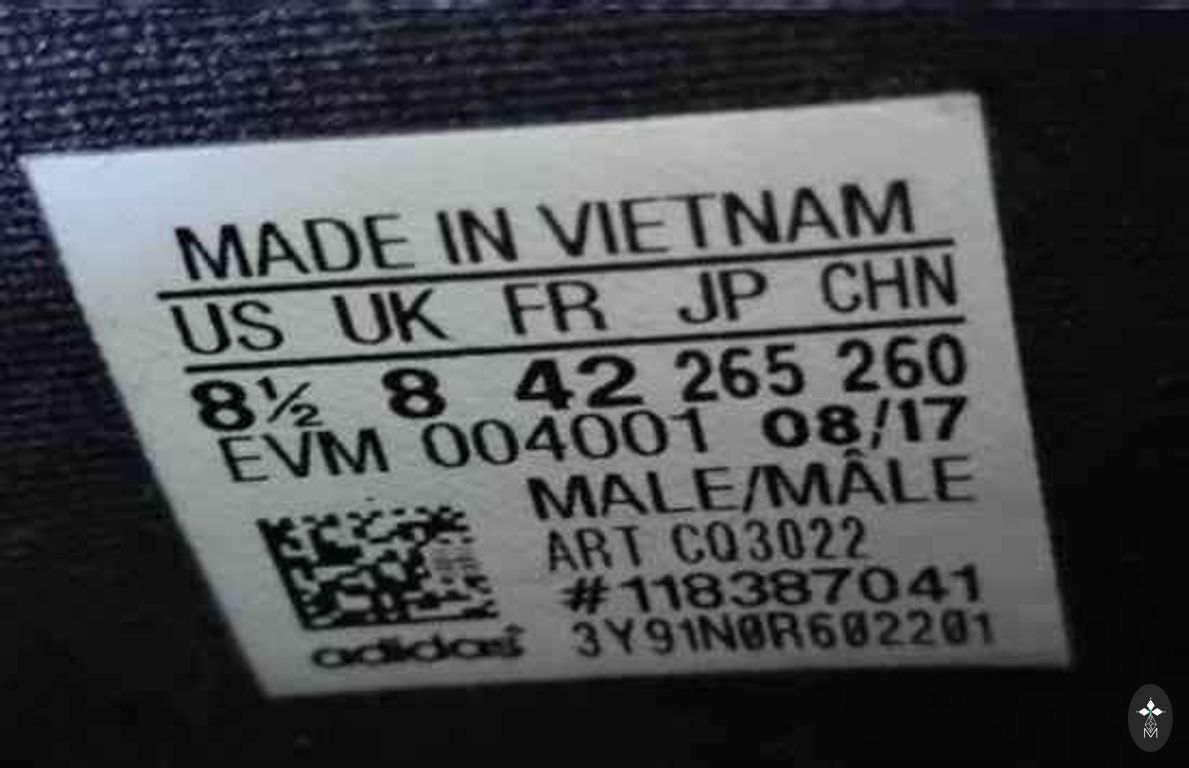 MADE IN VIETNAM
US UK FR JP CHN
8½ 8 42 265 260
EVM 004001 08/17
MALE/MÂLE
ART CQ3022
#118387041
adidas 3Y91N0R602201
M